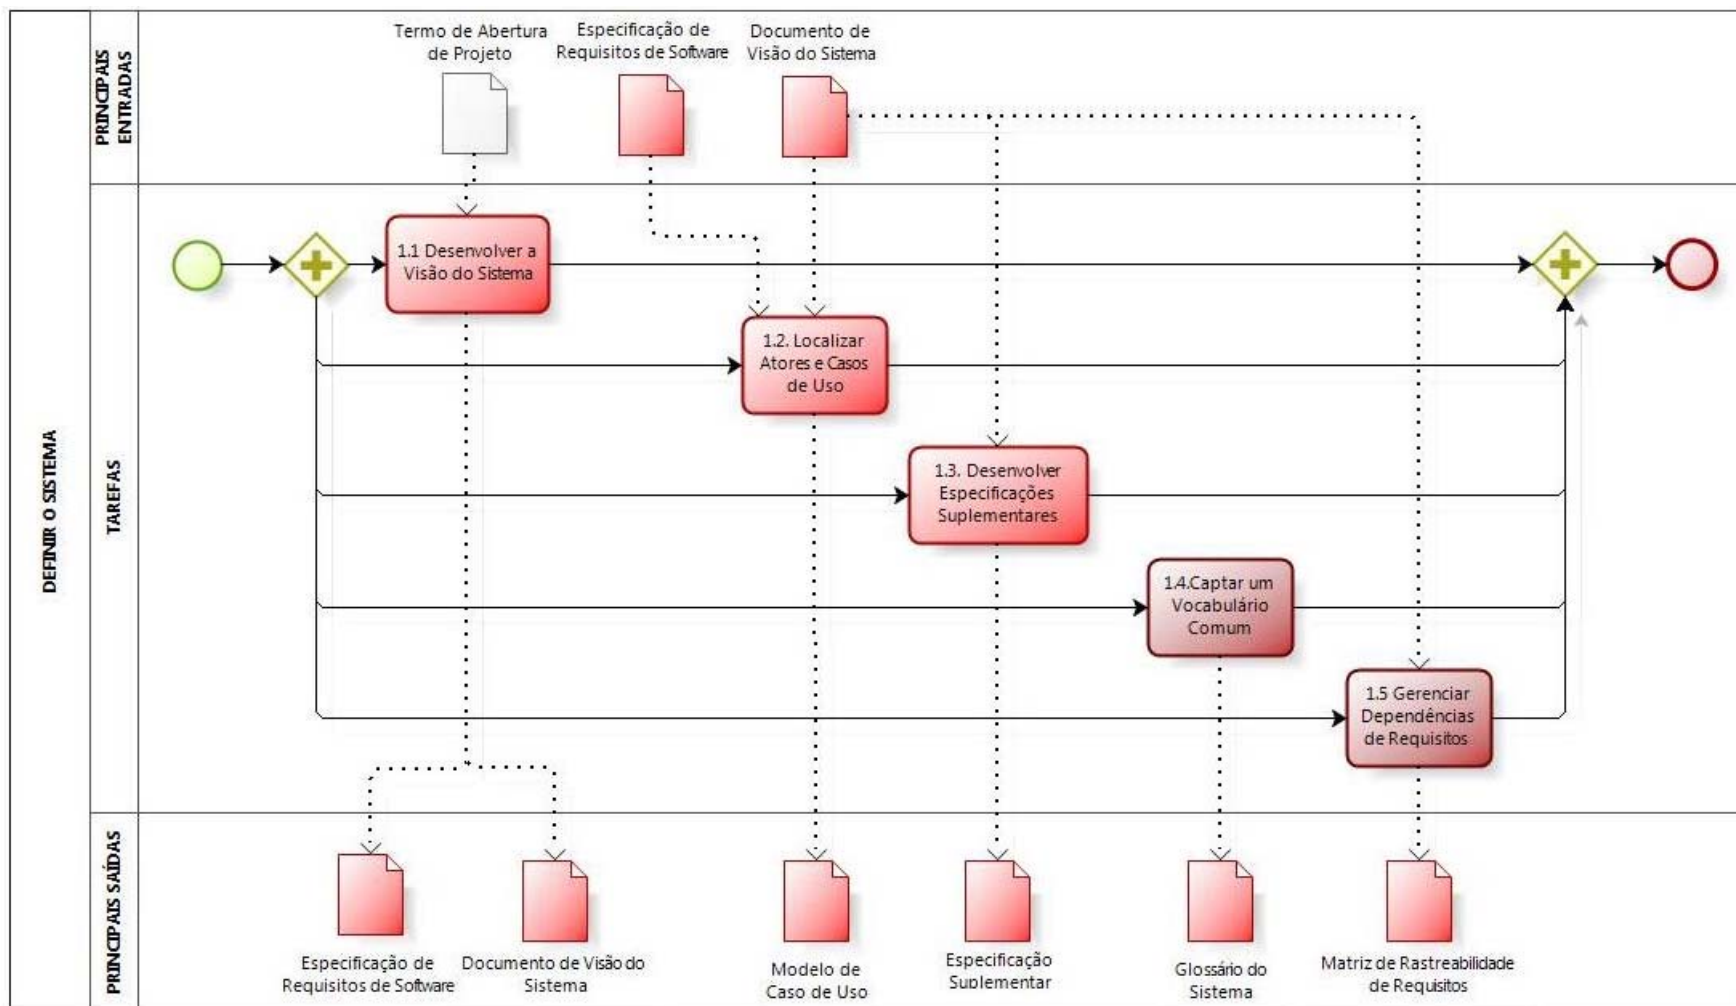 PRINCIPAIS
ENTRADAS
Termo de Abertura
de Projeto
Especificação de
Requisitos de Software
Documento de
Visão do Sistema
DEFINIR O SISTEMA
TAREFAS
1.1 Desenvolver a
Visão do Sistema
1.2. Localizar
Atores e Casos
de Uso
1.3. Desenvolver
Especificações
Suplementares
1.4.Captar um
Vocabulário
Comum
1.5 Gerenciar
Dependências
de Requisitos
PRINCIPAIS SAÍDAS
Especificação de
Requisitos de Software
Documento de Visão do
Sistema
Modelo de
Caso de Uso
Especificação
Suplementar
Glossário do
Sistema
Matriz de Rastreabilidade
de Requisitos